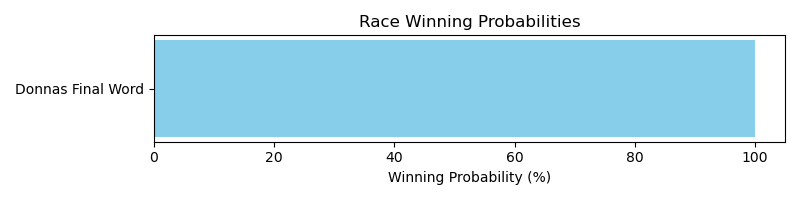 Race Winning Probabilities
Donnas Final Word
0 20 40 60 80 100
Winning Probability (%)